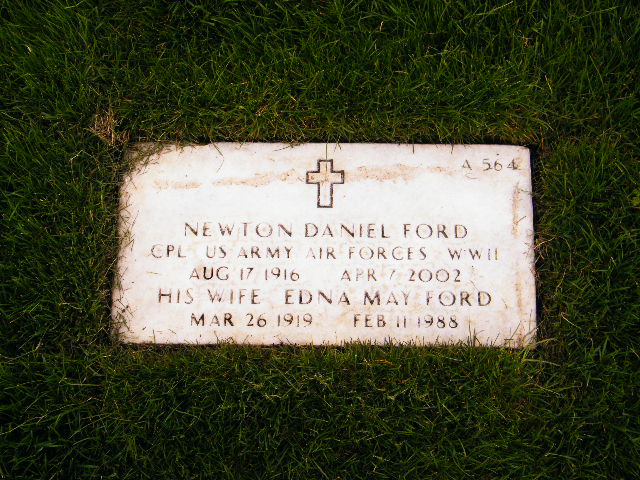 A 564
NEWTON DANIEL FORD
CPL US ARMY AIR FORCES WWII
AUG 17 1916 APR 7 2002
HIS WIFE EDNA MAY FORD
MAR 26 1919 FEB 11 1988